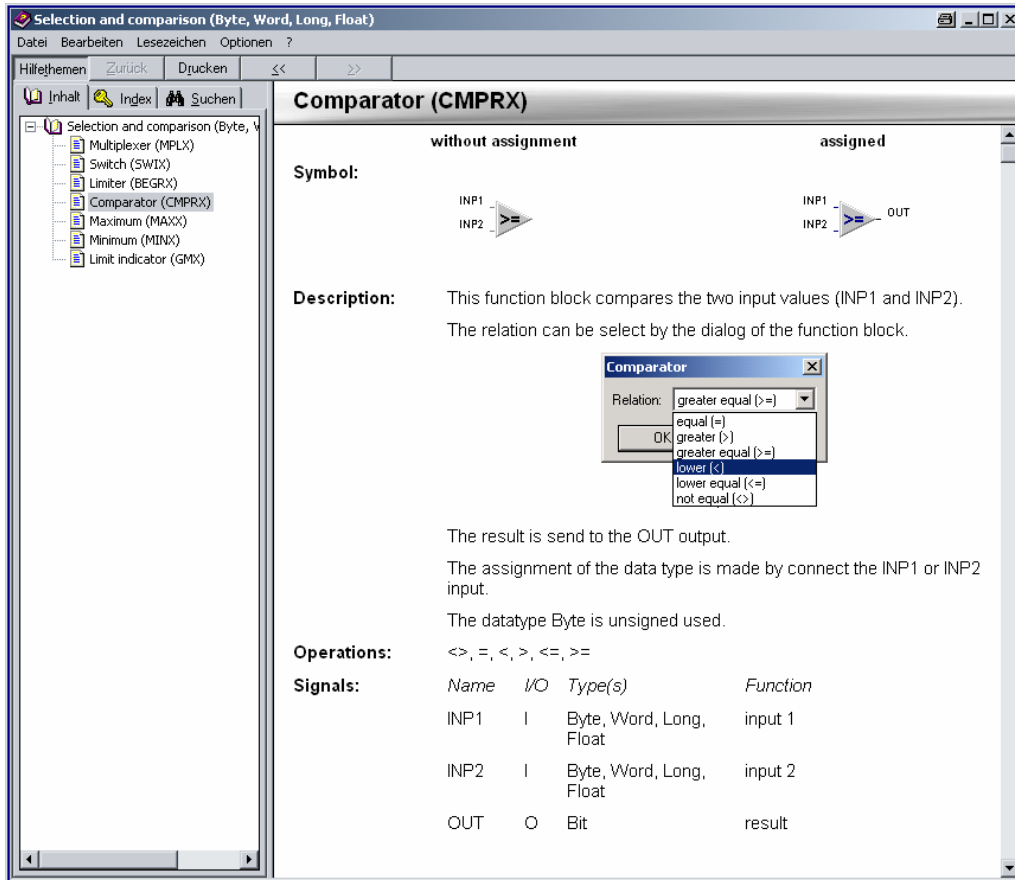 Selection and comparison (Byte, Word, Long, Float)
Datei Bearbeiten Lesezeichen Optionen ?
Hilfethemen Zurück Drucken << >>
Inhalt Index Suchen
Selection and comparison (Byte, W
Multiplexer (MPLX)
Switch (SWIX)
Limiter (BEGRX)
Comparator (CMPRX)
Maximum (MAXX)
Minimum (MINX)
Limit indicator (GMX)
Comparator (CMPRX)
without assignment assigned
Symbol:
INP1 INP1
>= >= OUT
INP2 INP2
Description: This function block compares the two input values (INP1 and INP2).
The relation can be select by the dialog of the function block.
Comparator
Relation: greater equal (>=)
OK
equal (=)
greater (>)
greater equal (>=)
lower (<)
lower equal (<=)
not equal (<>)
The result is send to the OUT output.
The assignment of the data type is made by connect the INP1 or INP2
input.
The datatype Byte is unsigned used.
Operations: <>, =, <, >, <=, >=
Signals: Name I/O Type(s) Function
INP1 I Byte, Word, Long, input 1
Float
INP2 I Byte, Word, Long, input 2
Float
OUT O Bit result